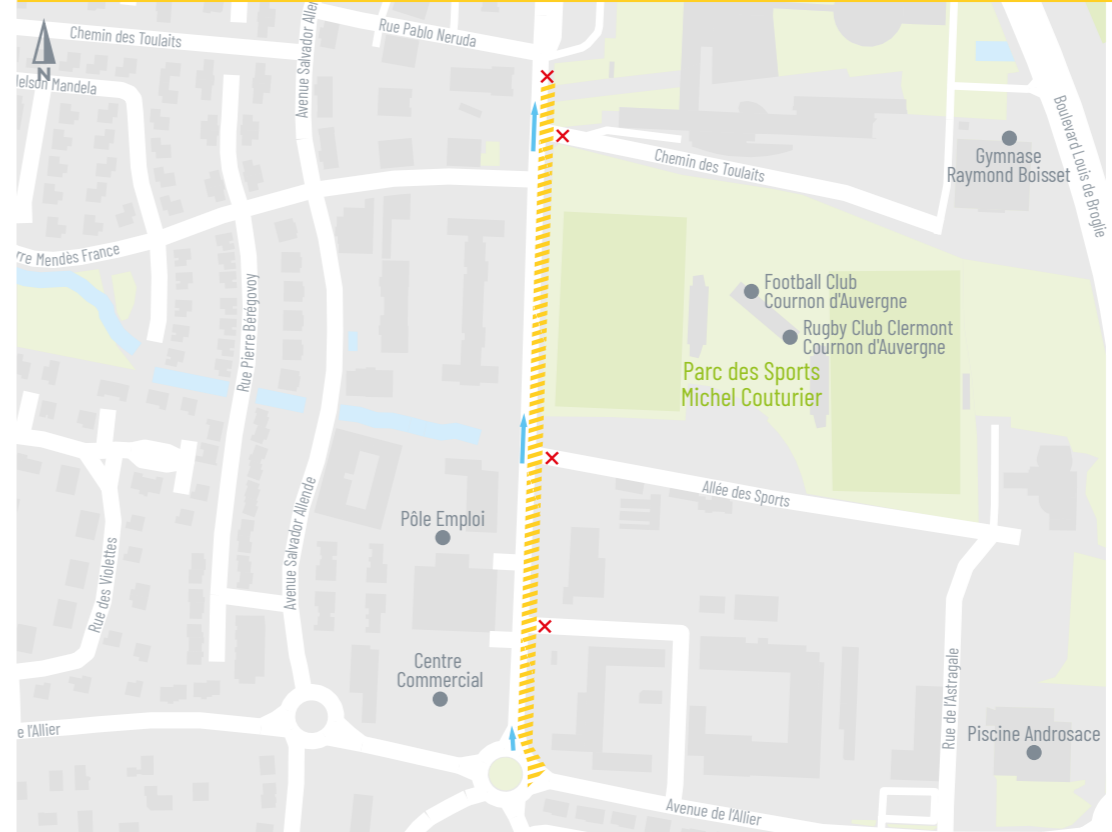 Chemin des Toulaits
Rue Pablo Neruda
Avenue Salvador Allen
N
Nelson Mandela
Boulevard Louis de Broglie
Gymnase
Raymond Boisset
Chemin des Toulaits
rre Mendès France
Rue Pierre Bérégovoy
Football Club
Cournon d'Auvergne
Rugby Club Clermont
Cournon d'Auvergne
Parc des Sports
Michel Couturier
Allée des Sports
Avenue Salvador Allende
Pôle Emploi
Rue des Violettes
Centre
Commercial
Rue de l'Astragale
e l'Allier
Piscine Androsace
Avenue de l'Allier